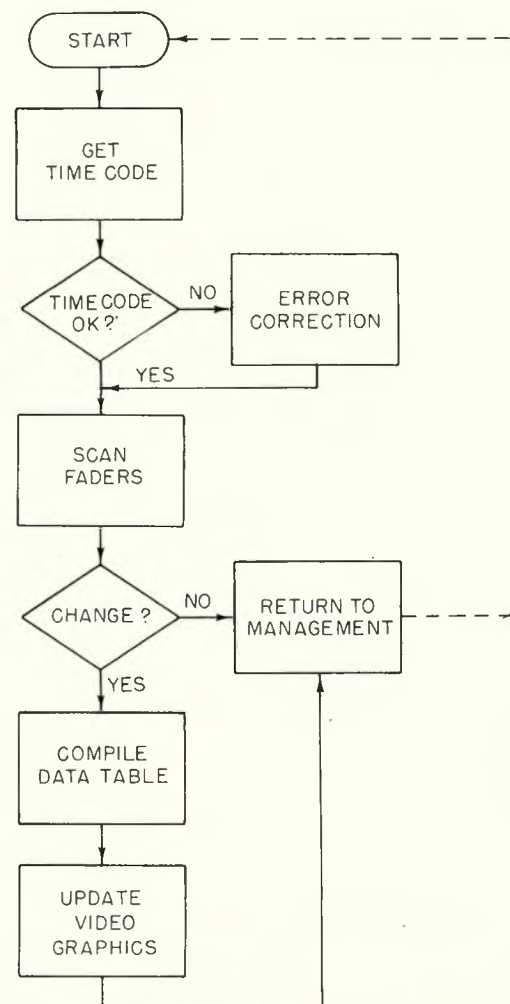 START
GET
TIME CODE
TIME CODE
OK?
NO
ERROR
CORRECTION
YES
SCAN
FADERS
CHANGE?
NO
RETURN TO
MANAGEMENT
YES
COMPILE
DATA TABLE
UPDATE
VIDEO
GRAPHICS